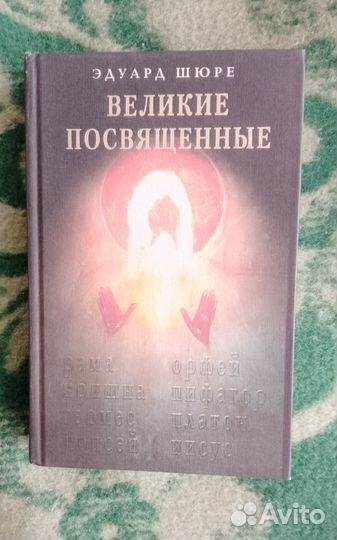 ЭДУАРД ШЮРЕ
ВЕЛИКИЕ
ПОСВЯЩЕННЫЕ
рама орфей
кришна пифагор
гермес платон
моисей иисус
Avito